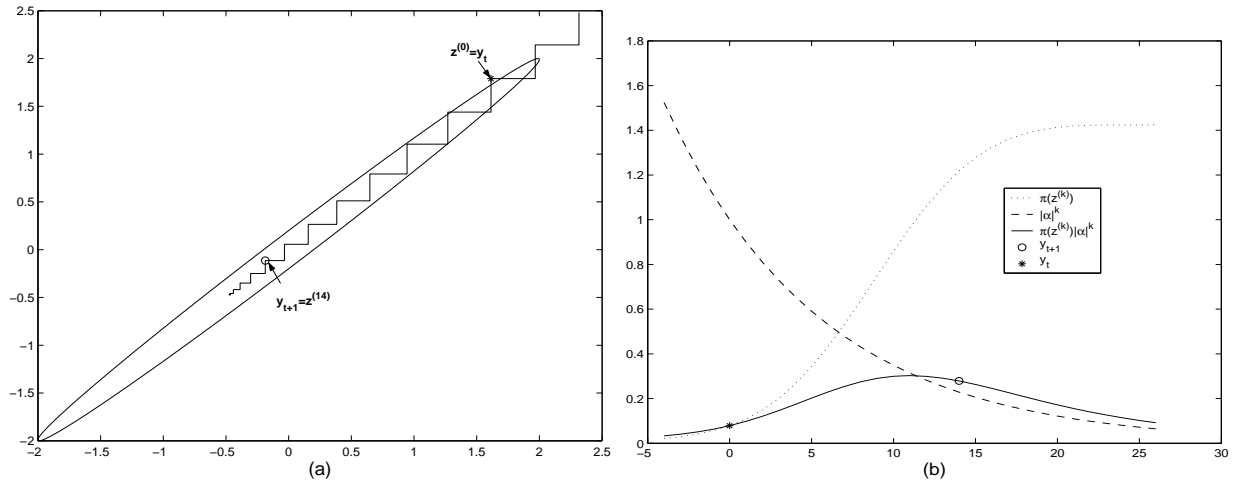 2.5
2
1.5
1
0.5
0
−0.5
−1
−1.5
−2
−2 −1.5 −1 −0.5 0 0.5 1 1.5 2 2.5
z(0)=yt
yt+1=z(14)
(a)
1.8
1.6
1.4
1.2
1
0.8
0.6
0.4
0.2
0
−5 0 5 10 15 20 25 30
π(z(k))
|α|k
π(z(k))|α|k
yt+1
yt
(b)